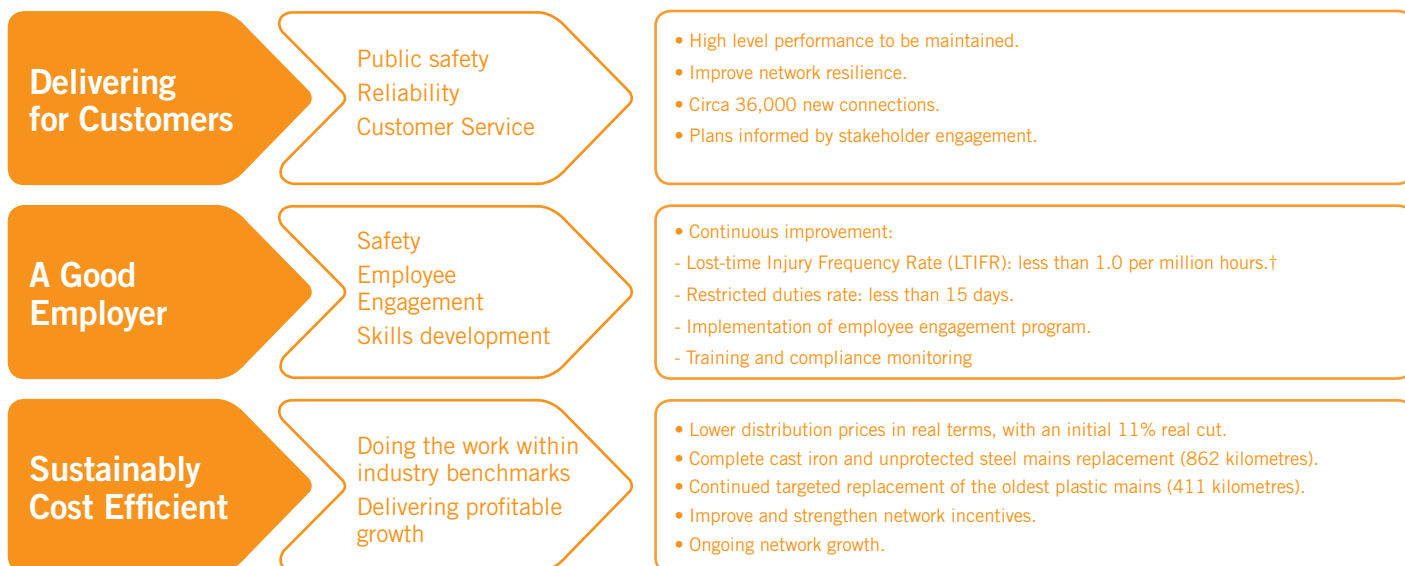 Delivering
for Customers
Public safety
Reliability
Customer Service
• High level performance to be maintained.
• Improve network resilience.
• Circa 36,000 new connections.
• Plans informed by stakeholder engagement.
A Good
Employer
Safety
Employee
Engagement
Skills development
• Continuous improvement:
- Lost-time Injury Frequency Rate (LTIFR): less than 1.0 per million hours.†
- Restricted duties rate: less than 15 days.
- Implementation of employee engagement program.
- Training and compliance monitoring
Sustainably
Cost Efficient
Doing the work within
industry benchmarks
Delivering profitable
growth
• Lower distribution prices in real terms, with an initial 11% real cut.
• Complete cast iron and unprotected steel mains replacement (862 kilometres).
• Continued targeted replacement of the oldest plastic mains (411 kilometres).
• Improve and strengthen network incentives.
• Ongoing network growth.